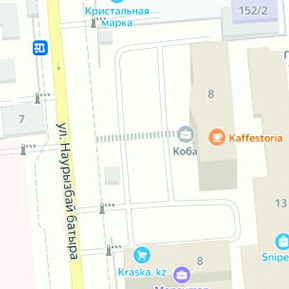 Кристальная
марка
152/2
8
7
Kaffestoria
Коба
ул. Наурызбай батыра
13
Snipe
8
Kraska.kz